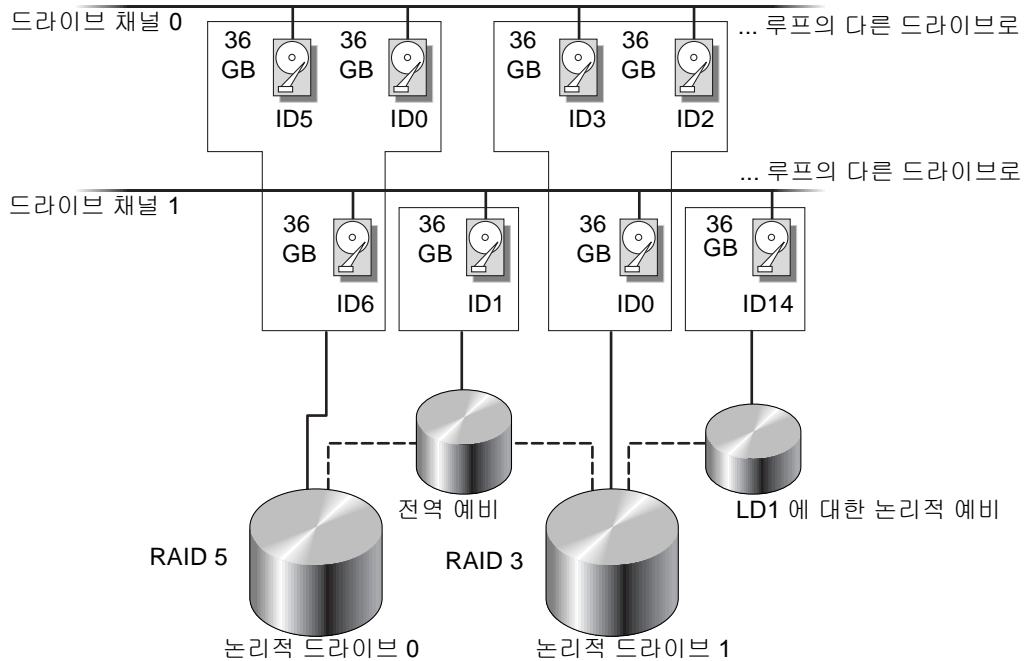 드라이브 채널 0
... 루프의 다른 드라이브로
36 GB
36 GB
36 GB
36 GB
ID5
ID0
ID3
ID2
드라이브 채널 1
... 루프의 다른 드라이브로
36 GB
36 GB
36 GB
36 GB
ID6
ID1
ID0
ID14
전역 예비
LD1 에 대한 논리적 예비
RAID 5
RAID 3
논리적 드라이브 0
논리적 드라이브 1